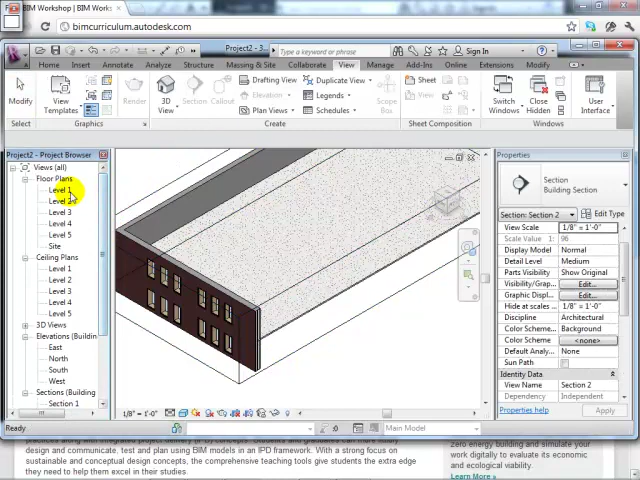 BIM Workshop | BIM Works
bimcurriculum.autodesk.com
Project2 - 3...
Type a keyword or phrase
Sign In
Home Insert Annotate Analyze Structure Massing & Site Collaborate View Manage Add-Ins Online Extensions Modify
Modify
View Templates
Render
3D View
Section
Callout
Drafting View
Elevation
Plan Views
Duplicate View
Legends
Schedules
Scope Box
Sheet
View
Switch Windows
Close Hidden
User Interface
Select Graphics Create Sheet Composition Windows
Project2 - Project Browser
Views (all)
Floor Plans
Level 1
Level 2
Level 3
Level 4
Level 5
Site
Ceiling Plans
Level 1
Level 2
Level 3
Level 4
Level 5
3D Views
Elevations (Buildin
East
North
South
West
Sections (Building
Section 1
Properties
Section
Building Section
Section: Section 2
Edit Type
View Scale 1/8" = 1'-0"
Scale Value 1: 96
Display Model Normal
Detail Level Medium
Parts Visibility Show Original
Visibility/Grap... Edit...
Graphic Displ... Edit...
Hide at scales ... 1/8" = 1'-0"
Discipline Architectural
Color Scheme ... Background
Color Scheme <none>
Default Analy... None
Sun Path
Identity Data
View Name Section 2
Dependency Independent
Properties help
Apply
1/8" = 1'-0"
Ready
:0
Main Model
practices along with integrated project delivery (IPD) concepts. Students and graduates can more fully
design and communicate, test and plan using BIM models in an IPD framework. With a strong focus on
sustainable and conceptual design concepts, the comprehensive teaching tools give students the extra edge
they need to help them excel in their studies.
Zero energy building and simulate your
work digitally to evaluate its economic
and ecological viability.
Learn More »